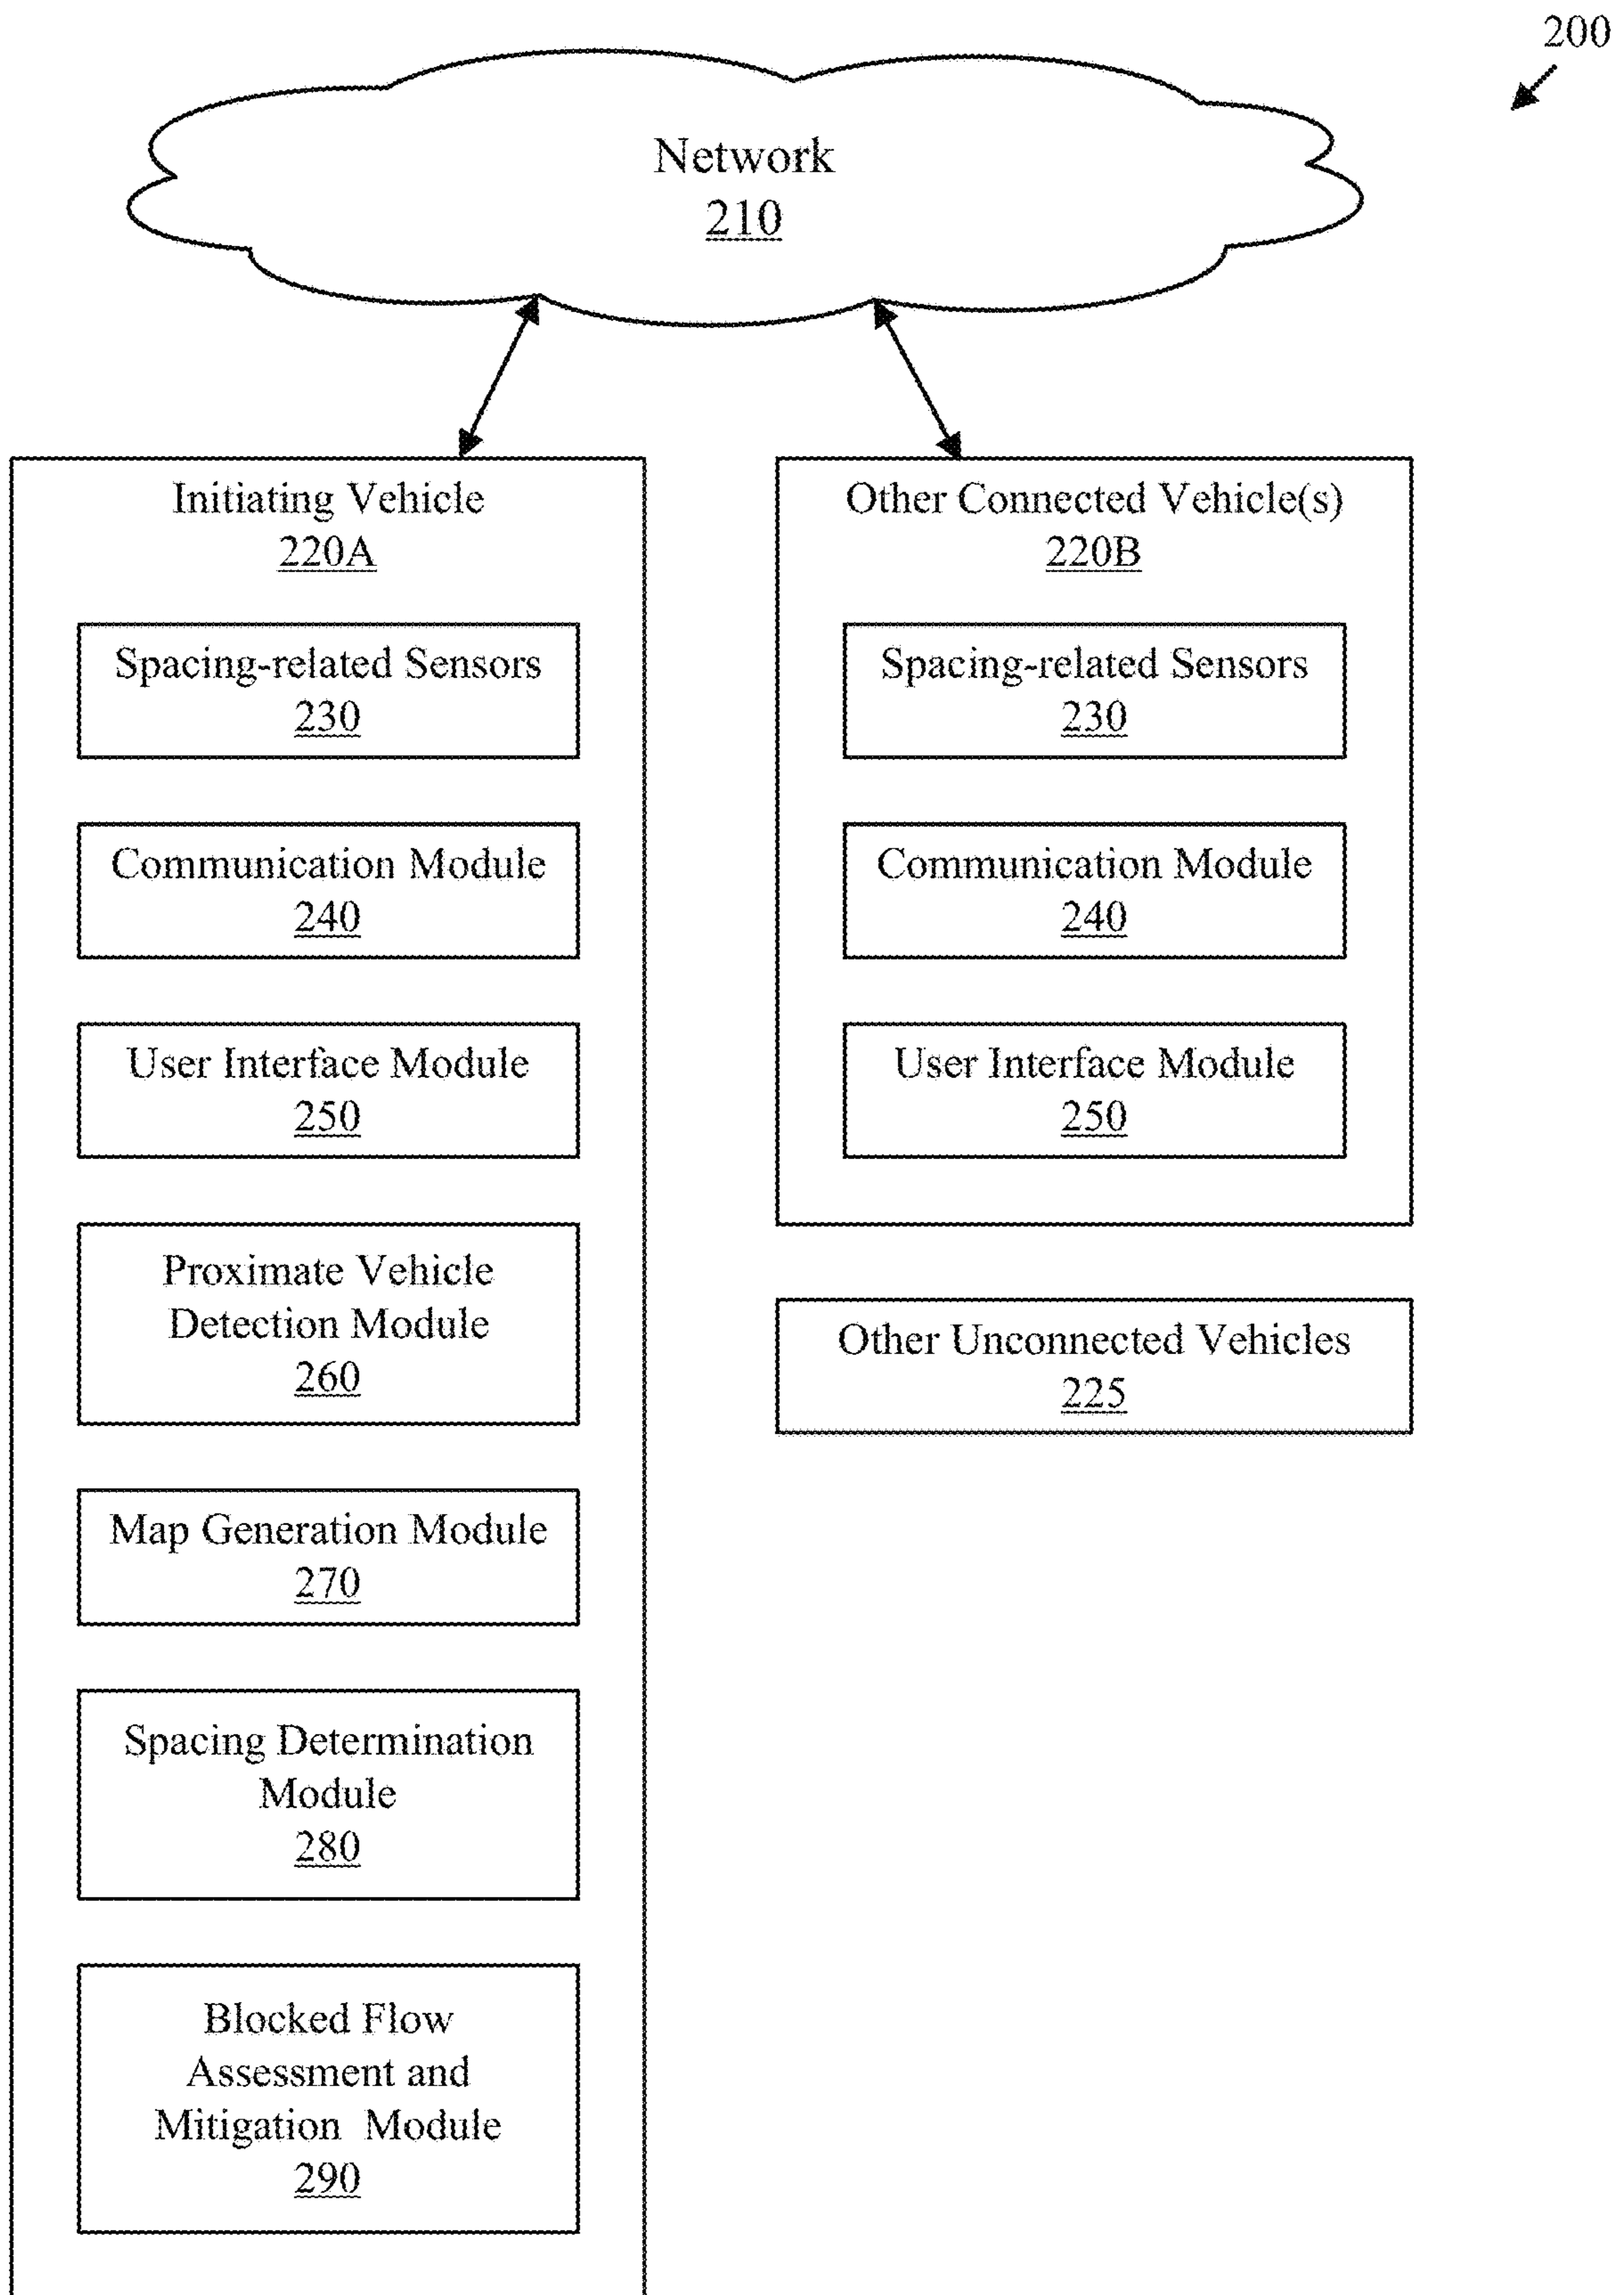 200
Network
210
Initiating Vehicle
220A
Spacing-related Sensors
230
Communication Module
240
User Interface Module
250
Proximate Vehicle
Detection Module
260
Map Generation Module
270
Spacing Determination
Module
280
Blocked Flow
Assessment and
Mitigation Module
290
Other Connected Vehicle(s)
220B
Spacing-related Sensors
230
Communication Module
240
User Interface Module
250
Other Unconnected Vehicles
225